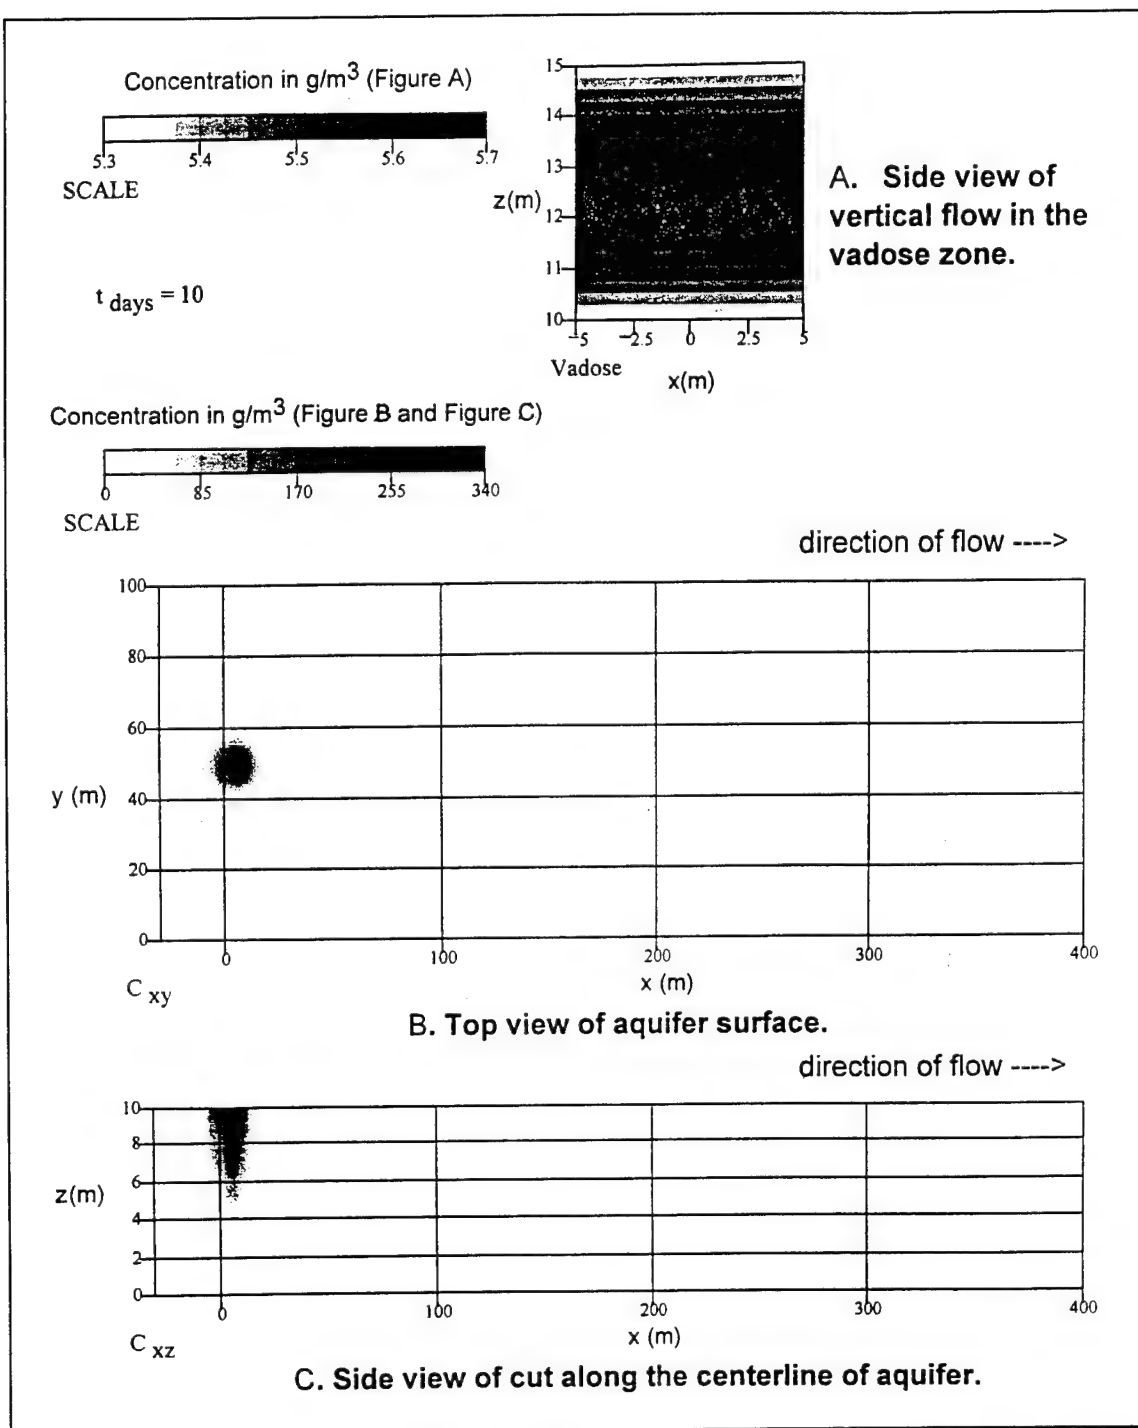 Concentration in g/m3 (Figure A)
5.3 5.4 5.5 5.6 5.7
SCALE
t days = 10
15
14
13
z(m) 12
11
10
-5 -2.5 0 2.5 5
Vadose x(m)
A. Side view of
vertical flow in the
vadose zone.
Concentration in g/m3 (Figure B and Figure C)
0 85 170 255 340
SCALE
direction of flow ---->
100
80
60
y (m)
40
20
0
0 100 200 300 400
C xy x (m)
B. Top view of aquifer surface.
direction of flow ---->
10
8
z(m) 6
4
2
0
0 100 200 300 400
C xz x (m)
C. Side view of cut along the centerline of aquifer.